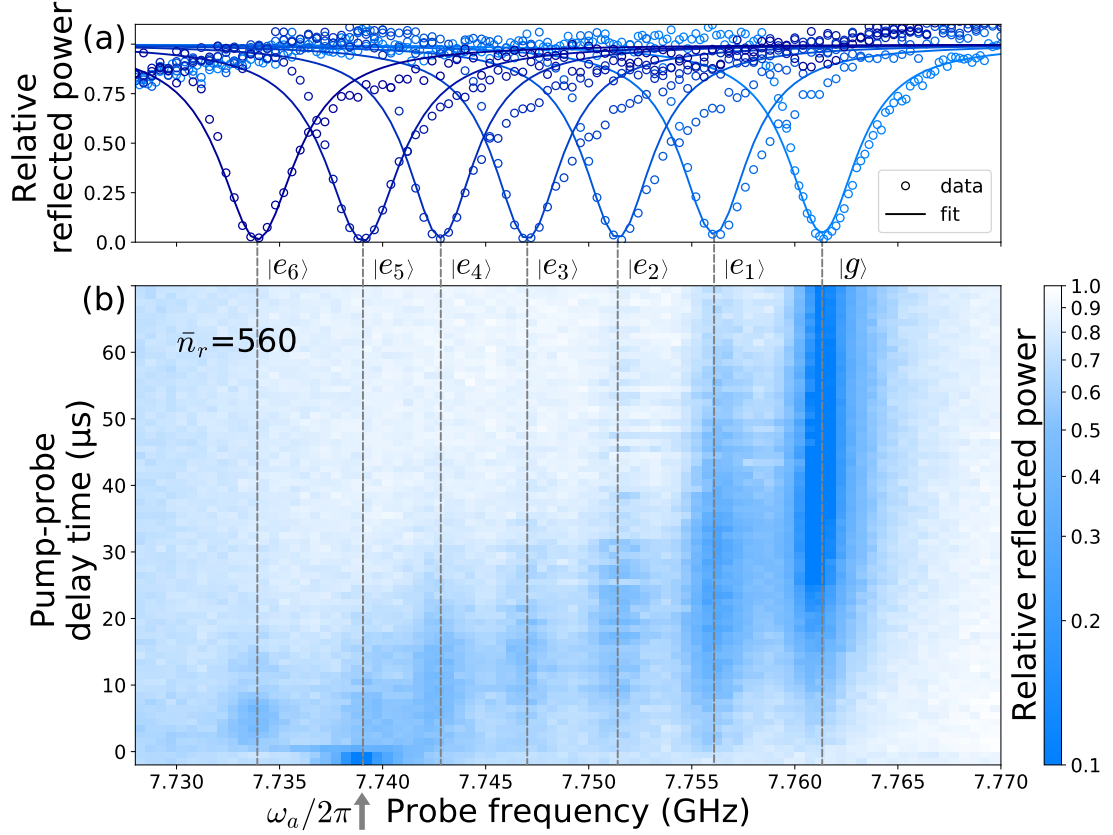 (a)
Relative
reflected power
0.75
0.50
0.25
0.0
data
fit
|e₆⟩
|e₅⟩
|e₄⟩
|e₃⟩
|e₂⟩
|e₁⟩
|g⟩
(b)
n̄ᵣ=560
Pump-probe
delay time (μs)
60
50
40
30
20
10
0
7.730
7.735
7.740
7.745
7.750
7.755
7.760
7.765
7.770
ωₐ/2π
Probe frequency (GHz)
1.0
0.9
0.8
0.7
0.6
0.5
0.4
0.3
0.2
0.1
Relative reflected power